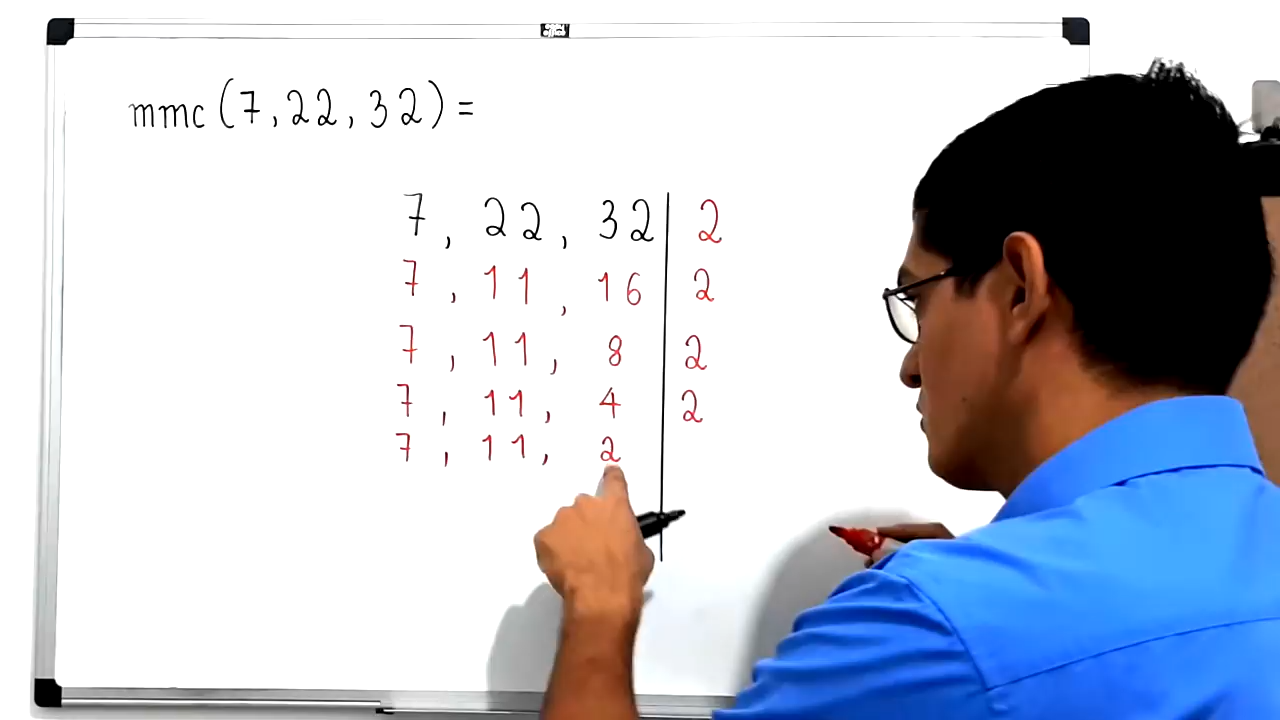 mmc (7, 22, 32) =
7, 22, 32 | 2
7, 11, 16 | 2
7, 11, 8 | 2
7, 11, 4 | 2
7, 11, 2 |